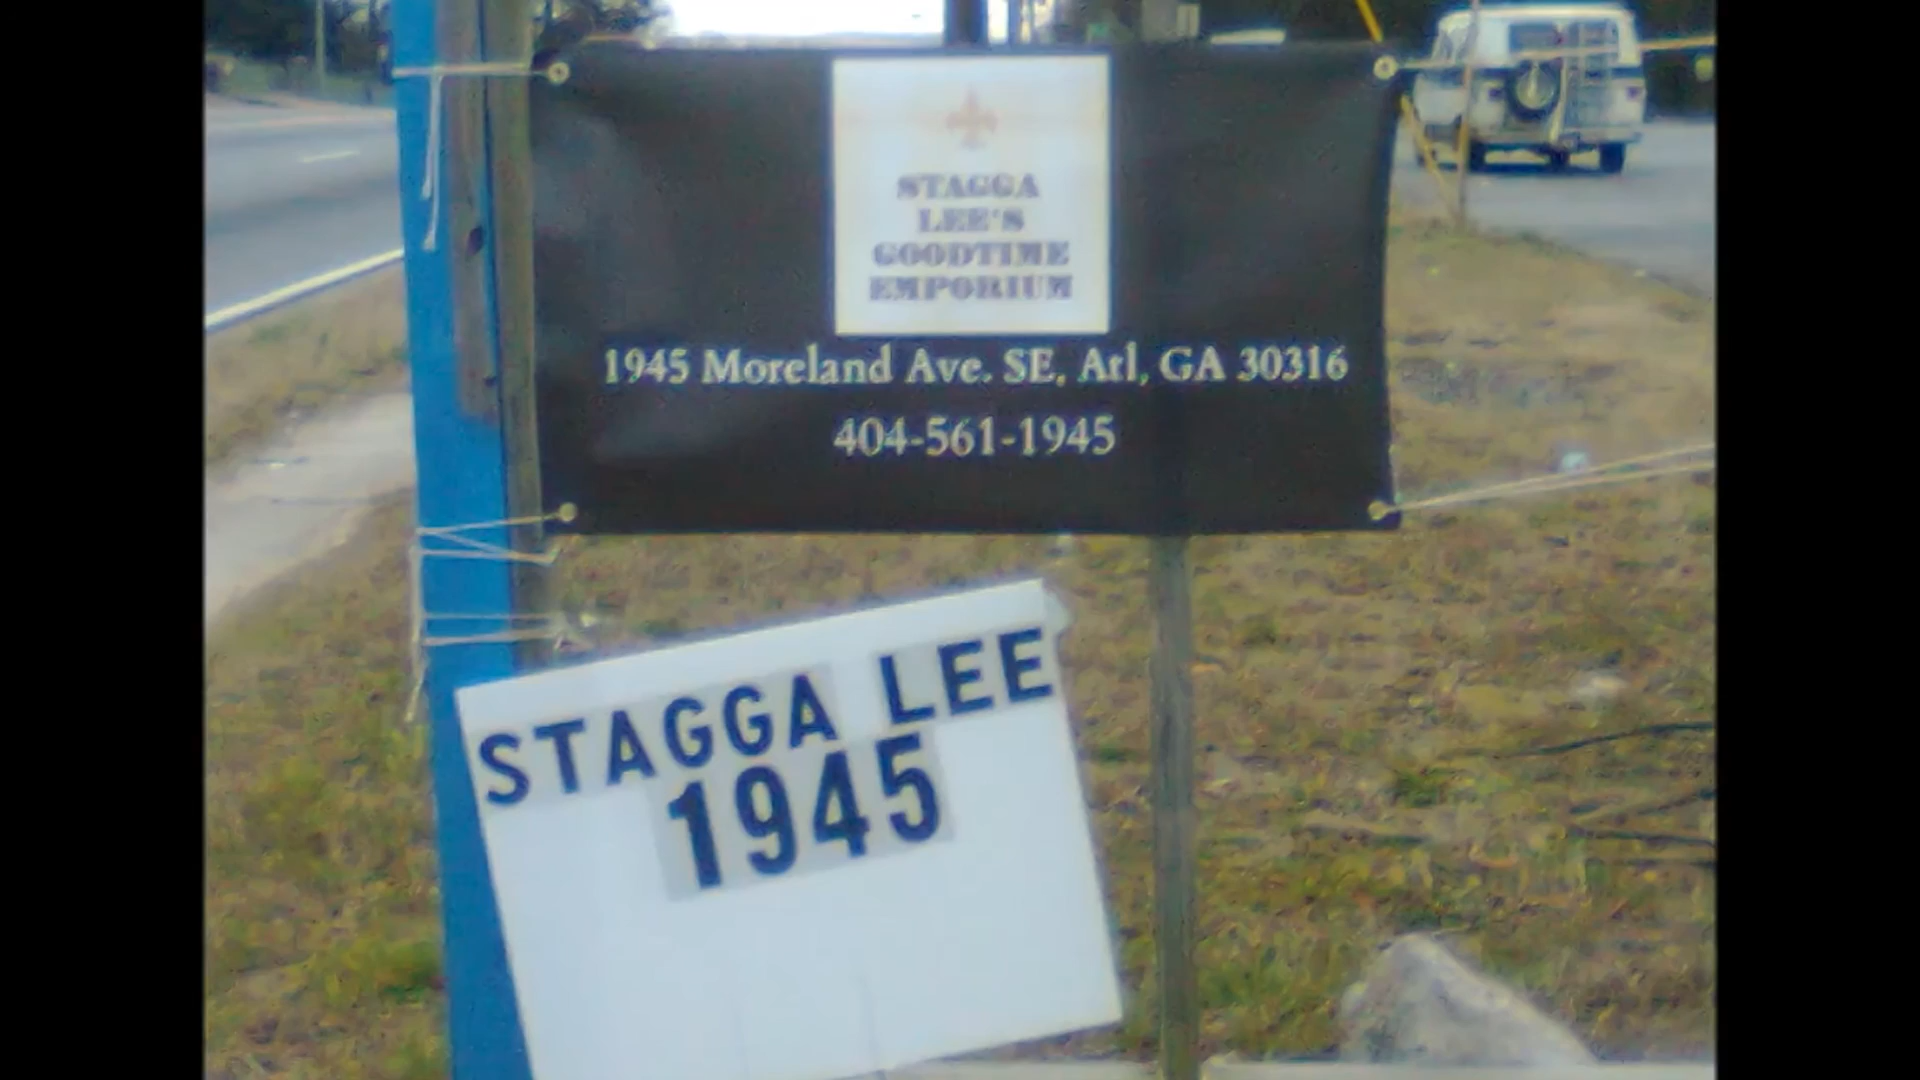 STAGGA
LEE'S
GOODTIME
EMPORIUM
1945 Moreland Ave. SE, Atl, GA 30316
404-561-1945
STAGGA LEE
1945